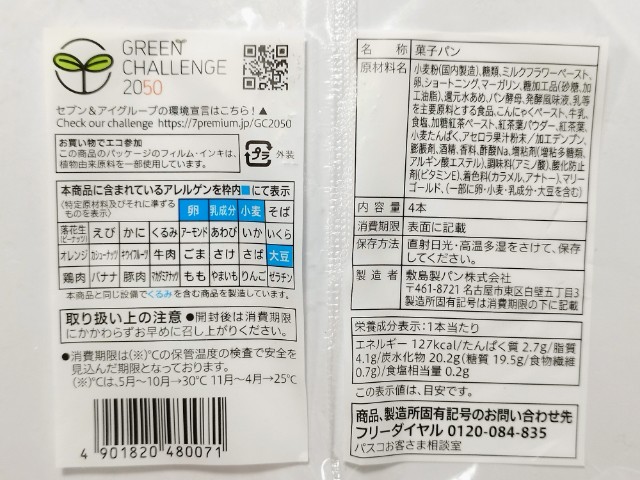 GREEN
CHALLENGE
2050
セブン&アイグループの環境宣言はこちら!▲
Check our challenge https://7premium.jp/GC2050
お買い物でエコ参加
この商品のパッケージのフィルム・インキは、
植物由来原料を一部使用しています。
プラ 外装
本商品に含まれているアレルゲンを枠内■にて表示
〈特定原材料及びそれに準ずるものを表示〉 卵 乳成分 小麦 そば
落花生(ピーナッツ) えび かに くるみ アーモンド あわび いか いくら
オレンジ カシューナッツ キウイフルーツ 牛肉 ごま さけ さば 大豆
鶏肉 バナナ 豚肉 マカダミアナッツ もも やまいも りんご ゼラチン
本商品と同じ設備でくるみを含む商品を製造しています。
取り扱い上の注意 ●開封後は消費期限
にかかわらずお早めに召し上がりください。
●消費期限は(※)℃の保管温度の検査で安全を
見込んだ期限となっております。
(※)℃は、5月〜10月→30℃ 11月〜4月→25℃
4 901820 480071
名称 菓子パン
原材料名 小麦粉(国内製造)、糖類、ミルクフラワーペースト、
卵、ショートニング、マーガリン、糖加工品(砂糖、加
工油脂)、還元水あめ、パン酵母、発酵風味液、乳等
を主要原料とする食品、こんにゃくペースト、牛乳、
食塩、加糖紅茶ペースト、紅茶葉パウダー、紅茶葉、
小麦たんぱく、アセロラ果汁粉末/加工デンプン、
膨脹剤、酒精、香料、酢酸Na、増粘剤(増粘多糖類、
アルギン酸エステル)、調味料(アミノ酸)、糊化防止
剤(ビタミンE)、着色料(カラメル、アナトー)、マリー
ゴールド、(一部に卵・小麦・乳成分・大豆を含む)
内容量 4本
消費期限 表面に記載
保存方法 直射日光・高温多湿をさけて、保存
してください。
製造者 敷島製パン株式会社
〒461-8721 名古屋市東区白壁五丁目3
製造所固有記号は消費期限の下に記載
栄養成分表示:1本当たり
エネルギー 127kcal/たんぱく質 2.7g/脂質
4.1g/炭水化物 20.2g(糖質 19.5g/食物繊維
0.7g)/食塩相当量 0.2g
この表示値は、目安です。
商品、製造所固有記号のお問い合わせ先
フリーダイヤル 0120-084-835
パスコお客さま相談室